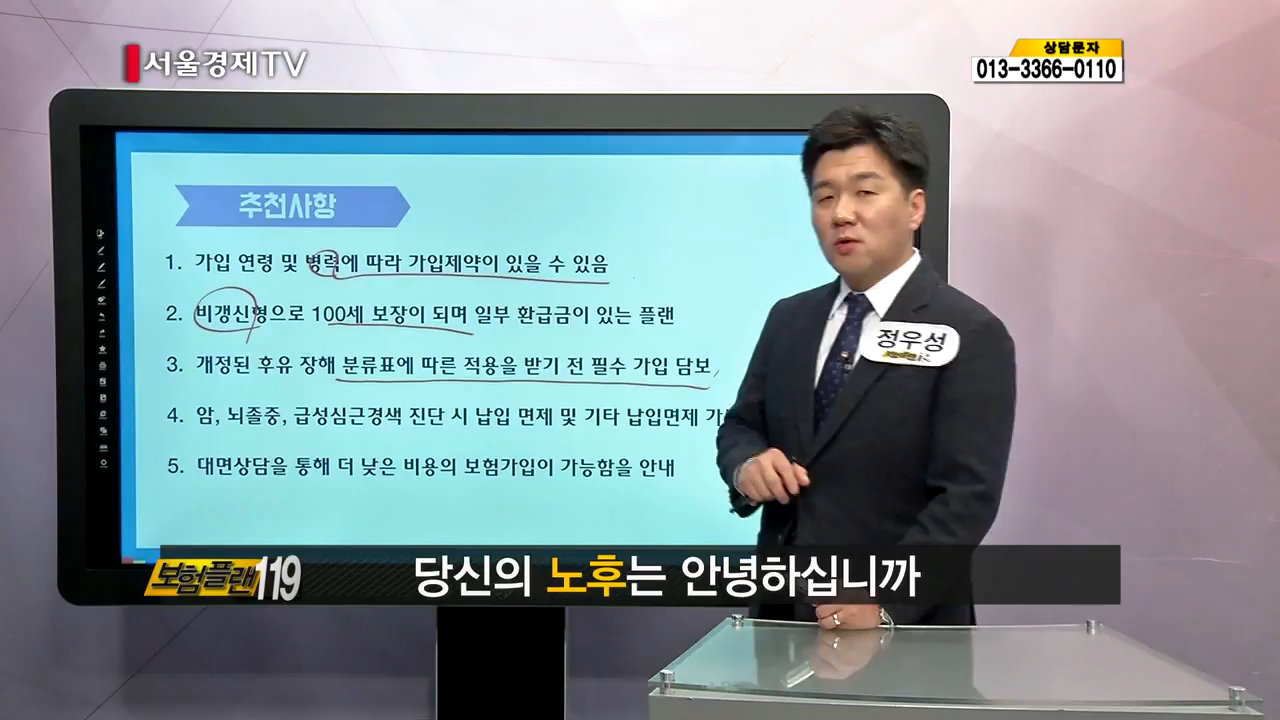 서울경제TV
상담문자
013-3366-0110
추천사항
1. 가입 연령 및 병력에 따라 가입제약이 있을 수 있음
2. 비갱신형으로 100세 보장이 되며 일부 환급금이 있는 플랜
3. 개정된 후유 장해 분류표에 따른 적용을 받기 전 필수 가입 담보
4. 암, 뇌졸중, 급성심근경색 진단 시 납입 면제 및 기타 납입면제
5. 대면상담을 통해 더 낮은 비용의 보험가입이 가능함을 안내
정우성
보험플랜119
당신의 노후는 안녕하십니까